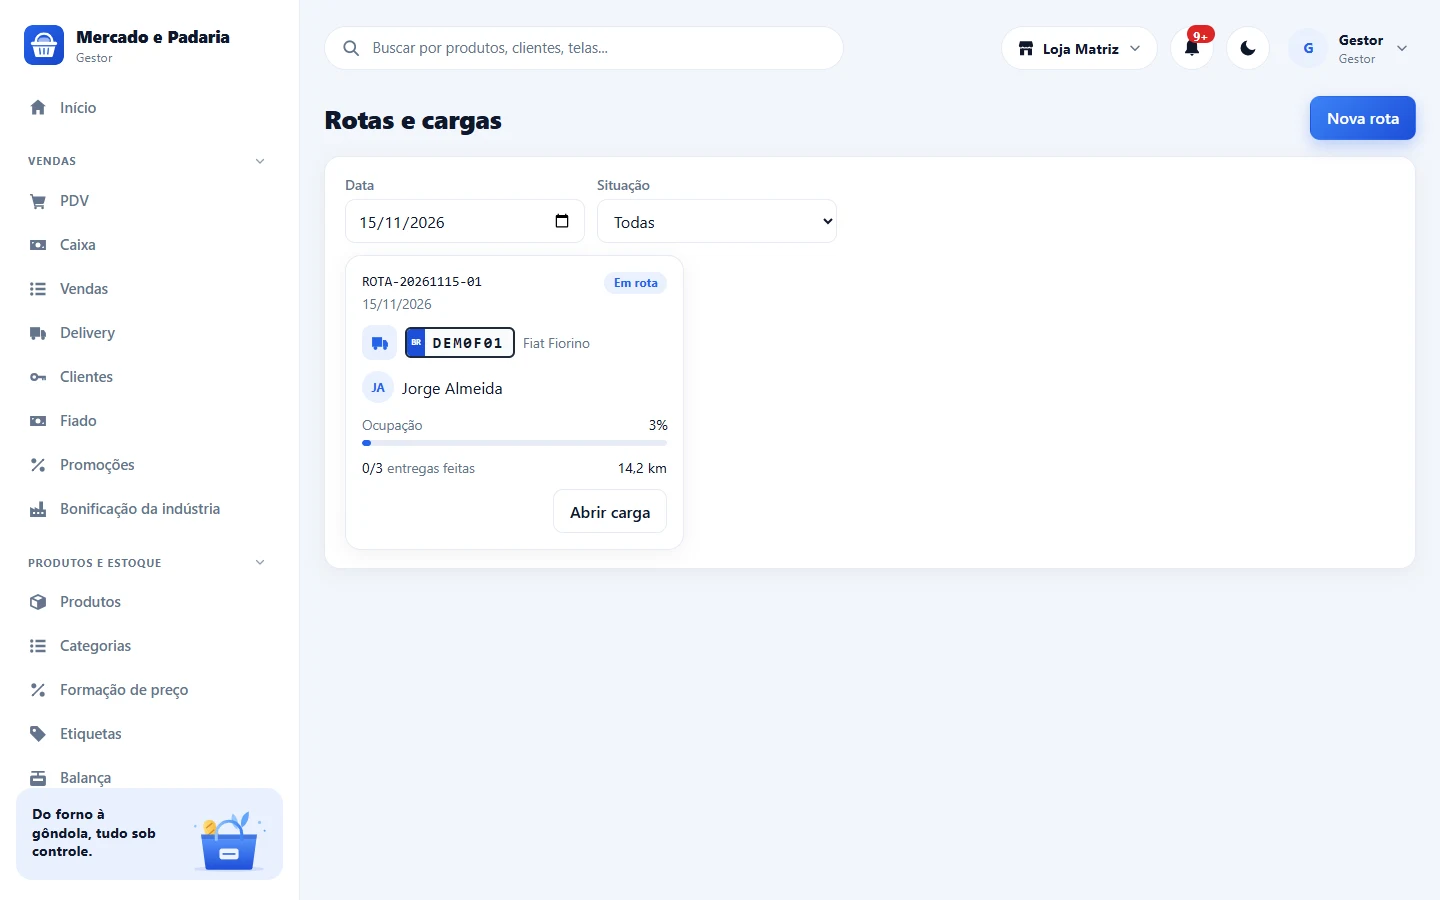 Mercado e Padaria
Gestor
Início
VENDAS
PDV
Caixa
Vendas
Delivery
Clientes
Fiado
Promoções
Bonificação da indústria
PRODUTOS E ESTOQUE
Produtos
Categorias
Formação de preço
Etiquetas
Balança
Do forno à
gôndola, tudo sob
controle.
Buscar por produtos, clientes, telas...
Loja Matriz
9+
G
Gestor
Gestor
Rotas e cargas
Nova rota
Data
Situação
15/11/2026
Todas
ROTA-20261115-01
Em rota
15/11/2026
BR
DEM0F01
Fiat Fiorino
JA
Jorge Almeida
Ocupação
3%
0/3 entregas feitas
14,2 km
Abrir carga